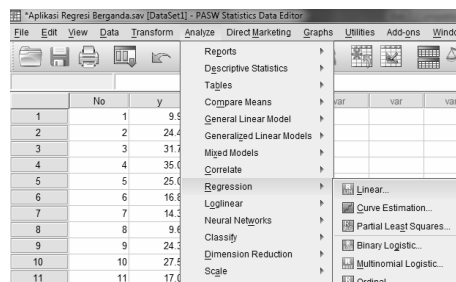 *Aplikasi Regresi Berganda.sav [DataSet1] - PASW Statistics Data Editor
File Edit View Data Transform Analyze Direct Marketing Graphs Utilities Add-ons Windo
Reports
Descriptive Statistics
Tables
Compare Means
General Linear Model
Generalized Linear Models
Mixed Models
Correlate
Regression
Loglinear
Neural Networks
Classify
Dimension Reduction
Scale
Linear...
Curve Estimation...
Partial Least Squares...
Binary Logistic...
Multinomial Logistic...
Ordinal
No y var var var
1 1 9.9
2 2 24.4
3 3 31.7
4 4 35.0
5 5 25.0
6 6 16.8
7 7 14.3
8 8 9.6
9 9 24.3
10 10 27.5
11 11 17.0